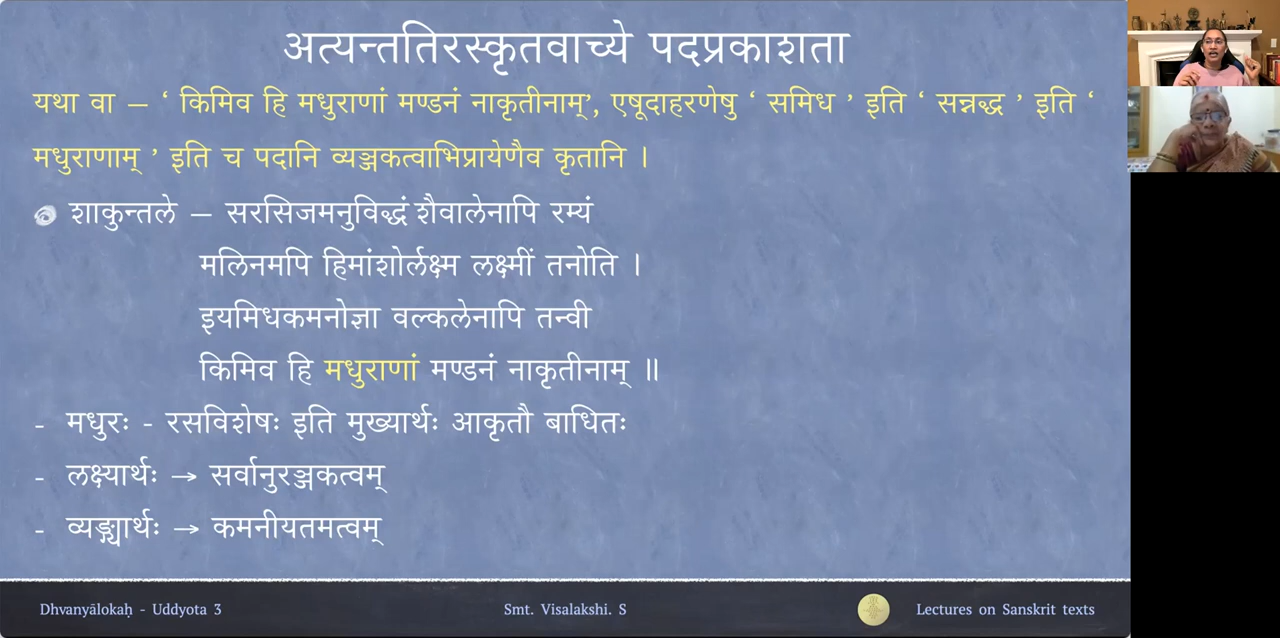 अत्यन्ततिरस्कृतवाच्ये पदप्रकाशता
यथा वा – ‘ किमिव हि मधुराणां मण्डनं नाकृतीनाम्’, एषूदाहरणेषु ‘ समिध ’ इति ‘ सन्नद्ध ’ इति ‘
मधुराणाम् ’ इति च पदानि व्यञ्जकत्वाभिप्रायेणैव कृतानि ।
शाकुन्तले – सरसिजमनुविद्धं शैवालेनापि रम्यं
मलिनमपि हिमांशोर्लक्ष्म लक्ष्मीं तनोति ।
इयमिधकमनोज्ञा वल्कलेनापि तन्वी
किमिव हि मधुराणां मण्डनं नाकृतीनाम् ॥
- मधुरः - रसविशेषः इति मुख्यार्थः आकृतौ बाधितः
- लक्ष्यार्थः → सर्वानुरञ्जकत्वम्
- व्यङ्ग्यार्थः → कमनीयतमत्वम्
Dhvanyālokaḥ - Uddyota 3 Smt. Visalakshi. S Lectures on Sanskrit texts